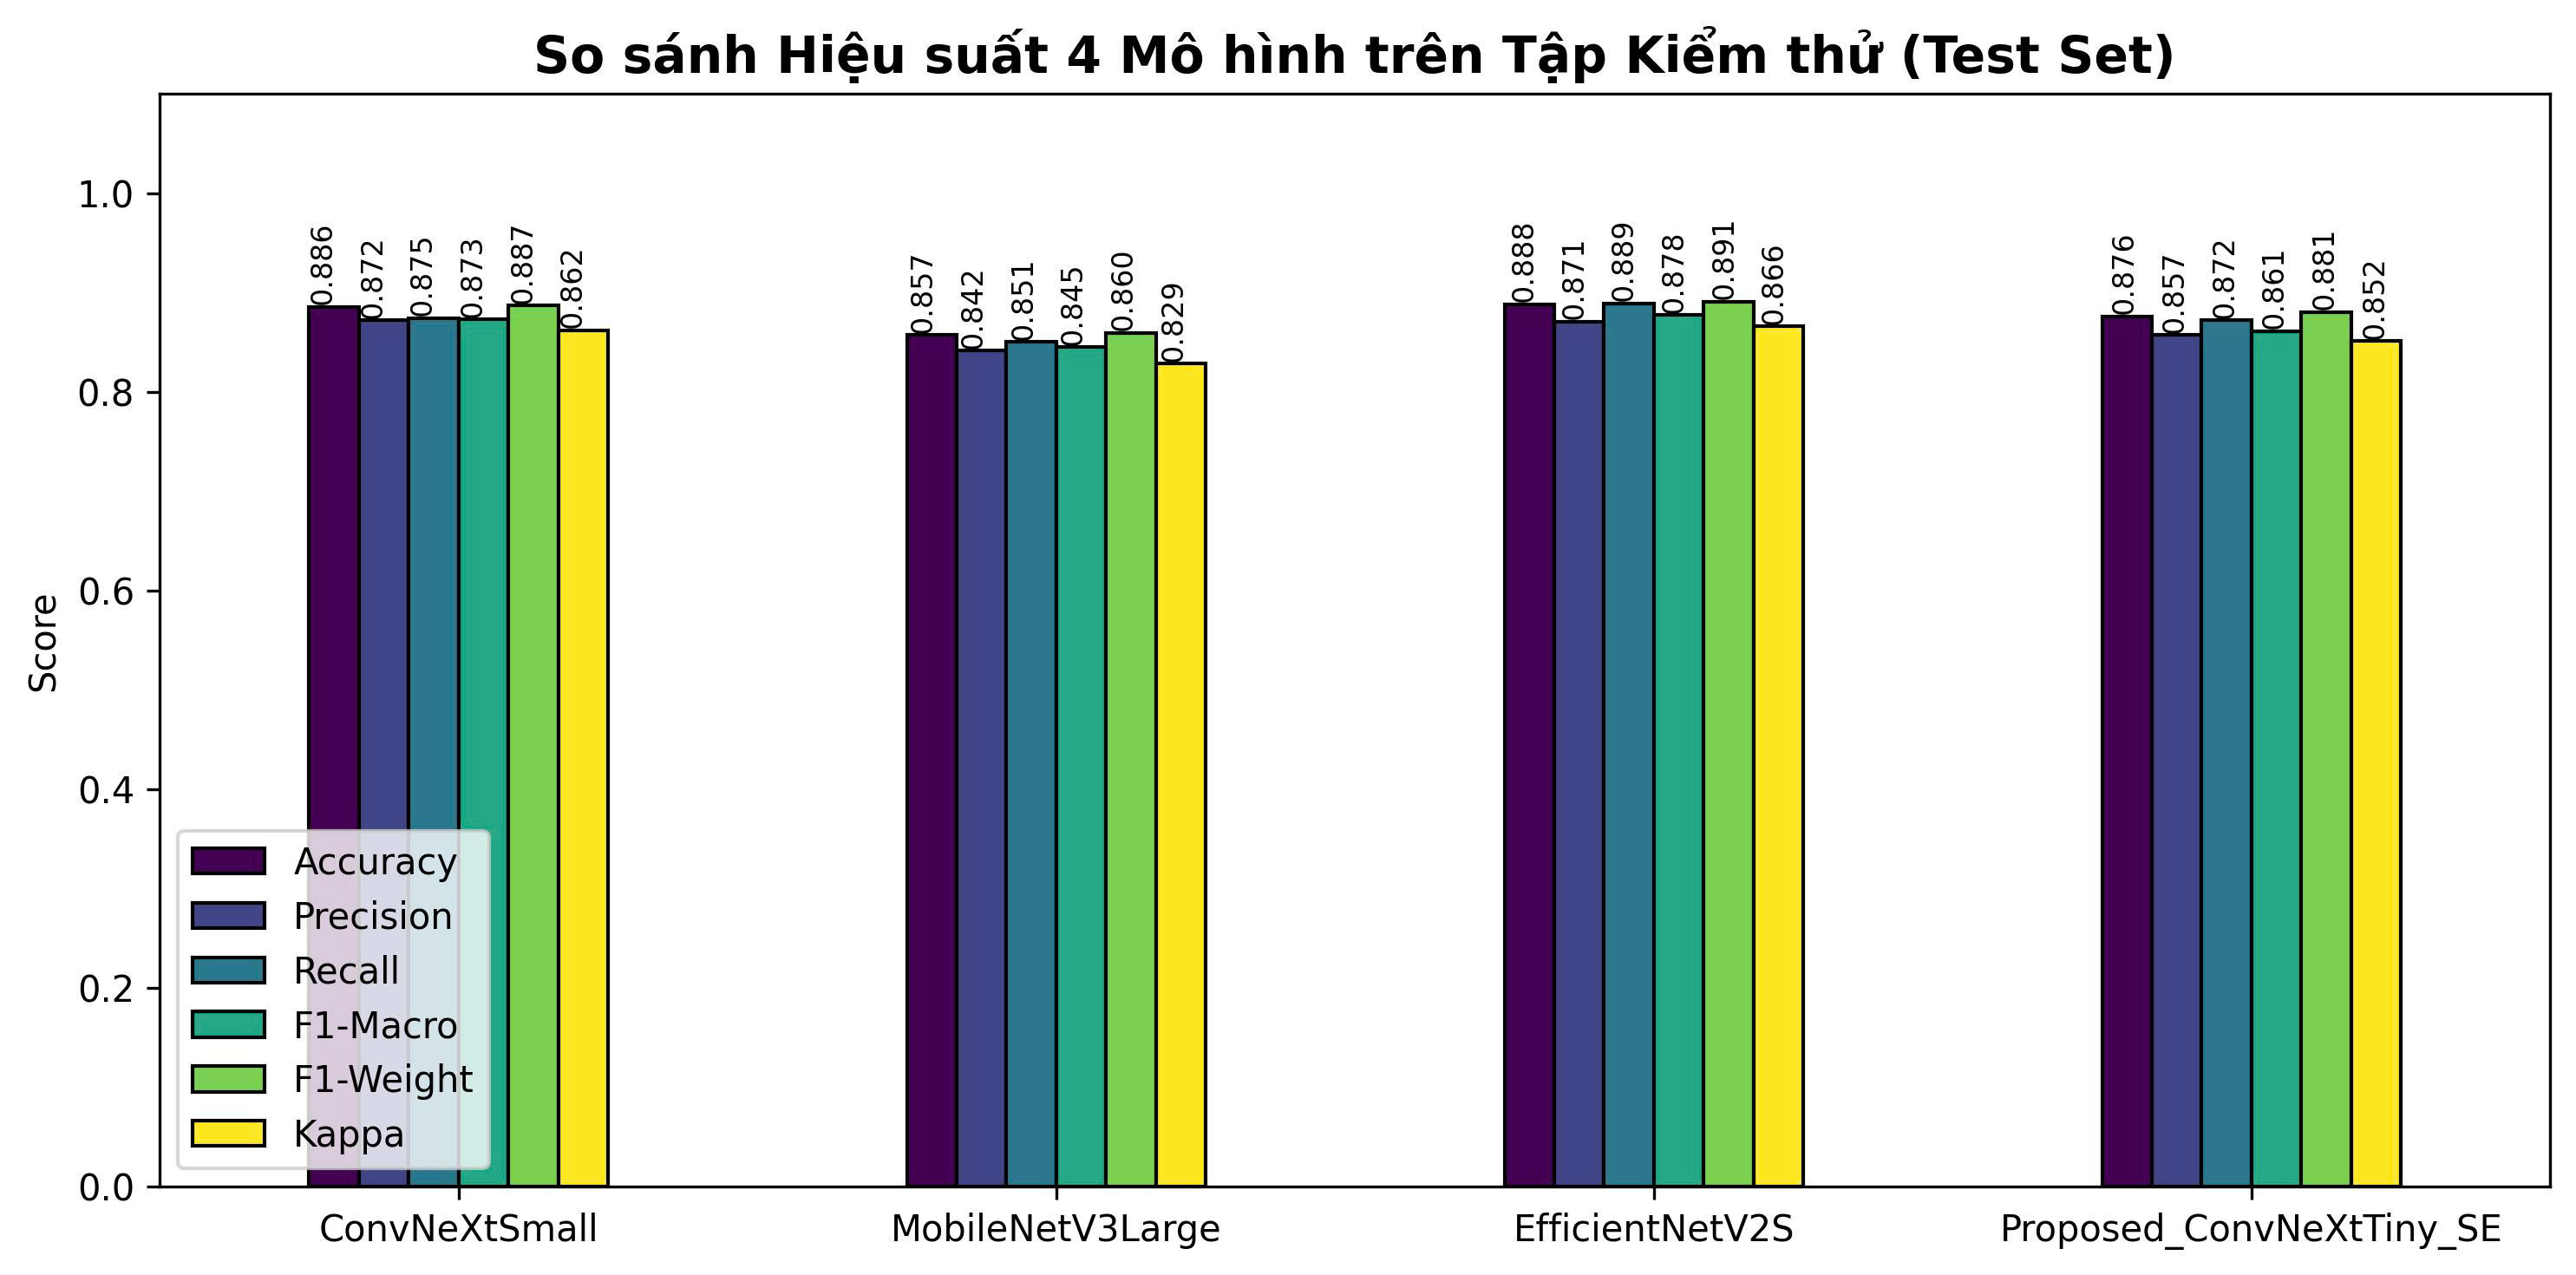 So sánh Hiệu suất 4 Mô hình trên Tập Kiểm thử (Test Set)
Score
1.0
0.8
0.6
0.4
0.2
0.0
0.886
0.872
0.875
0.873
0.887
0.862
0.857
0.842
0.851
0.845
0.860
0.829
0.888
0.871
0.889
0.878
0.891
0.866
0.876
0.857
0.872
0.861
0.881
0.852
Accuracy
Precision
Recall
F1-Macro
F1-Weight
Kappa
ConvNeXtSmall
MobileNetV3Large
EfficientNetV2S
Proposed_ConvNeXtTiny_SE